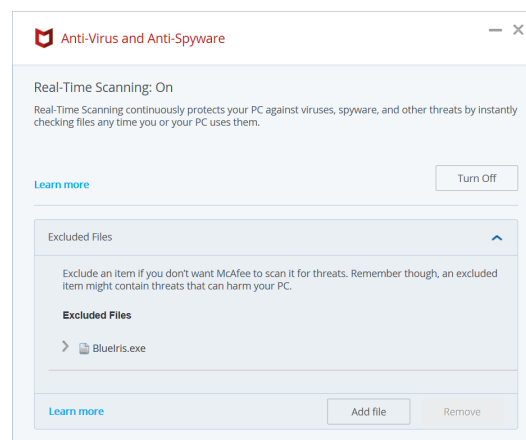 Anti-Virus and Anti-Spyware
Real-Time Scanning: On
Real-Time Scanning continuously protects your PC against viruses, spyware, and other threats by instantly
checking files any time you or your PC uses them.
Learn more
Turn Off
Excluded Files
Exclude an item if you don't want McAfee to scan it for threats. Remember though, an excluded
item might contain threats that can harm your PC.
Excluded Files
BlueIris.exe
Learn more
Add file
Remove